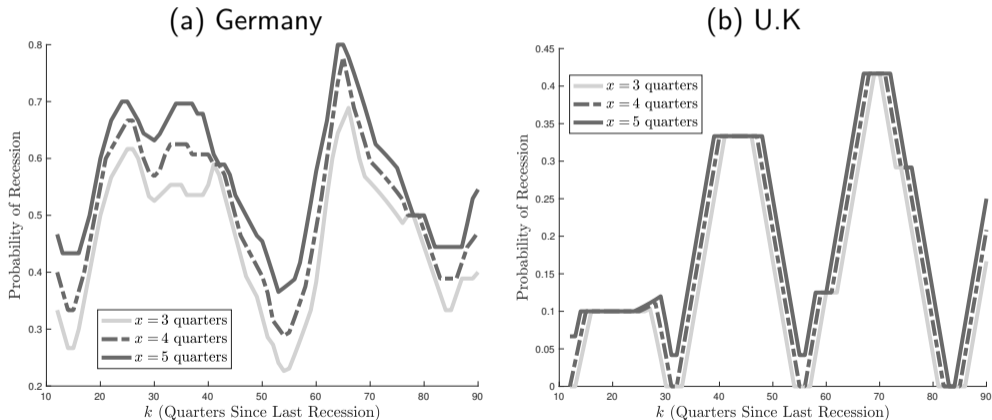 (a) Germany
0.8
0.7
0.6
0.5
0.4
0.3
0.2
Probability of Recession
x = 3 quarters
x = 4 quarters
x = 5 quarters
10 20 30 40 50 60 70 80 90
k (Quarters Since Last Recession)
(b) U.K
0.45
0.4
0.35
0.3
0.25
0.2
0.15
0.1
0.05
0
Probability of Recession
x = 3 quarters
x = 4 quarters
x = 5 quarters
10 20 30 40 50 60 70 80 90
k (Quarters Since Last Recession)